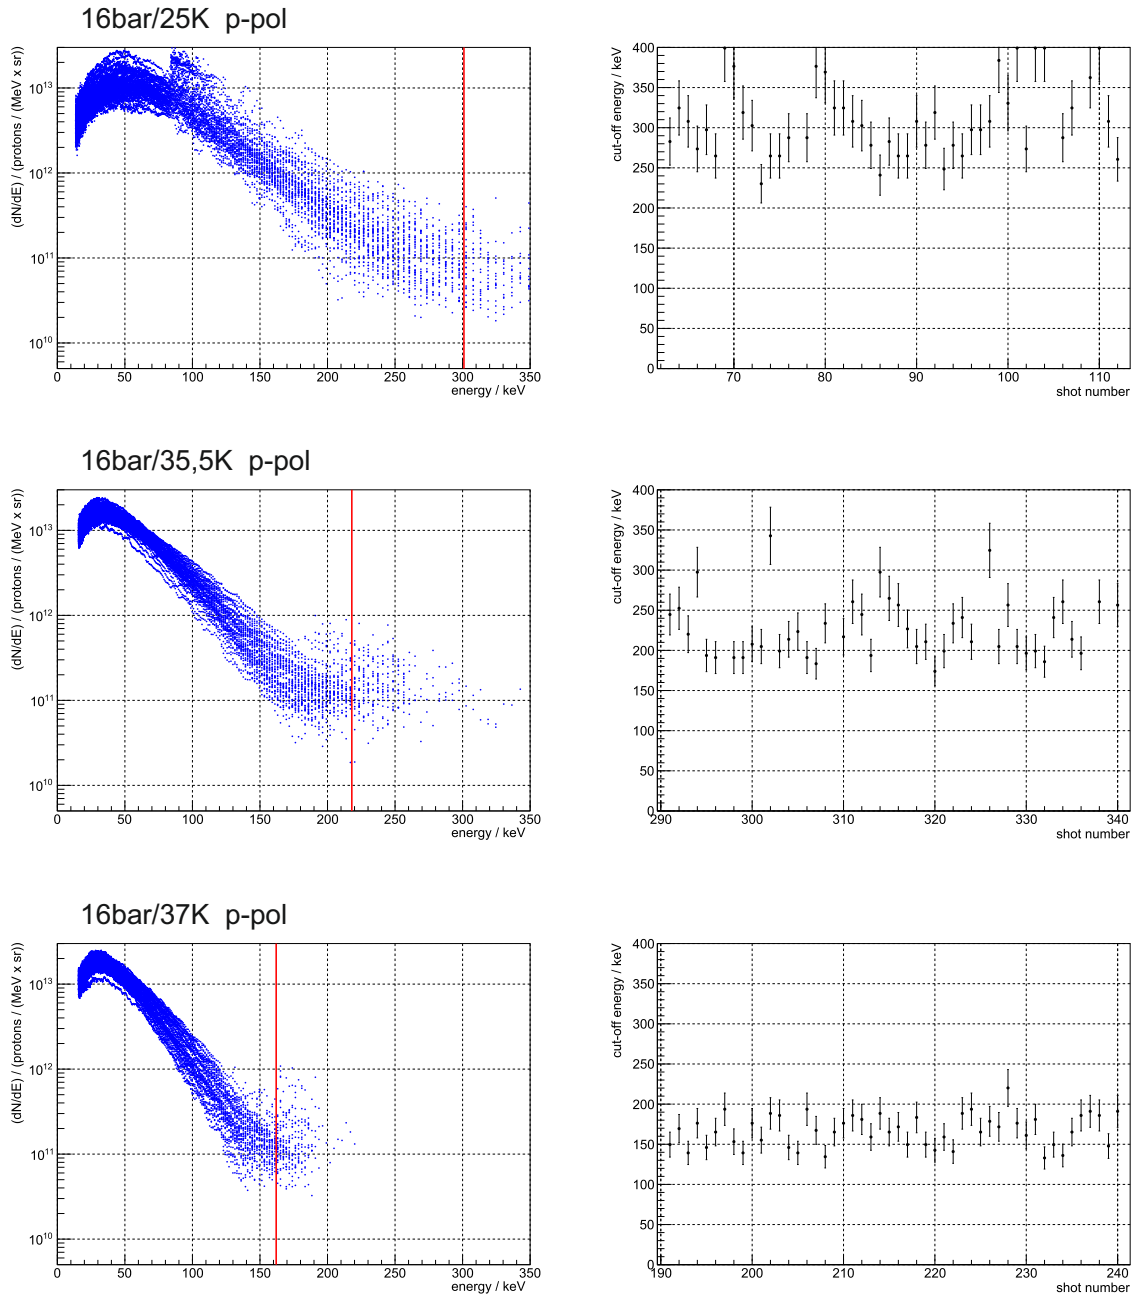 16bar/25K p-pol
(dN/dE) / (protons / (MeV x sr))
10¹³
10¹²
10¹¹
10¹⁰
0 50 100 150 200 250 300 350
energy / keV
cut-off energy / keV
400
350
300
250
200
150
100
50
0
70 80 90 100 110
shot number
16bar/35,5K p-pol
(dN/dE) / (protons / (MeV x sr))
10¹³
10¹²
10¹¹
10¹⁰
0 50 100 150 200 250 300 350
energy / keV
cut-off energy / keV
400
350
300
250
200
150
100
50
0
290 300 310 320 330 340
shot number
16bar/37K p-pol
(dN/dE) / (protons / (MeV x sr))
10¹³
10¹²
10¹¹
10¹⁰
0 50 100 150 200 250 300 350
energy / keV
cut-off energy / keV
400
350
300
250
200
150
100
50
0
190 200 210 220 230 240
shot number